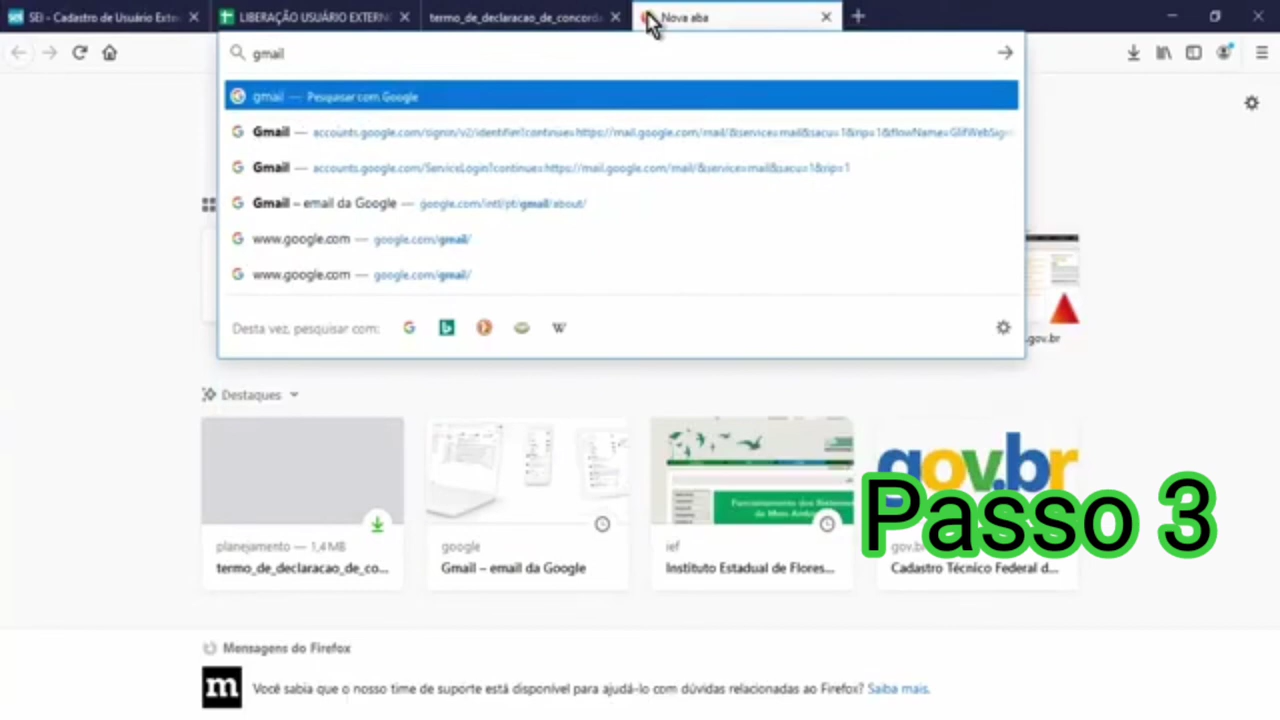 SEI - Cadastro de Usuário Exte
LIBERAÇÃO USUÁRIO EXTERN
termo_de_declaracao_de_concord
Nova aba
gmail
gmail — Pesquisar com Google
Gmail — accounts.google.com/signin/v2/identifier?continue=https://mail.google.com/mail/&service=mail&sacu=1&rip=1&flowName=GlifWebSig
Gmail — accounts.google.com/ServiceLogin?continue=https://mail.google.com/mail/&service=mail&sacu=1&rip=1
Gmail – email da Google — google.com/intl/pt/gmail/about/
www.google.com — google.com/gmail/
www.google.com — google.com/gmail/
Desta vez, pesquisar com:
W
.gov.br
Destaques
gov.br
Passo 3
planejamento — 1,4 MB
termo_de_declaracao_de_co...
google
Gmail – email da Google
ief
Instituto Estadual de Flores...
gov.b
Cadastro Técnico Federal d...
Mensagens do Firefox
m
Você sabia que o nosso time de suporte está disponível para ajudá-lo com dúvidas relacionadas ao Firefox? Saiba mais.